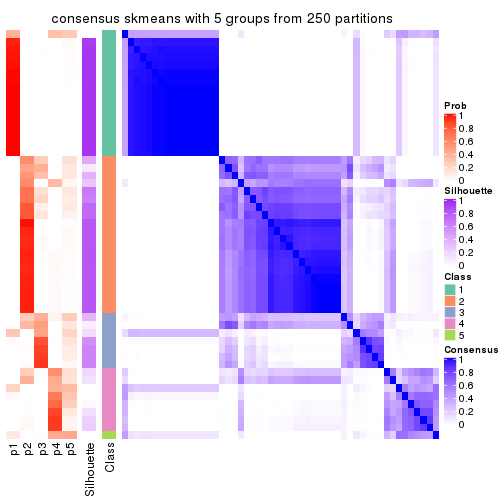 consensus skmeans with 5 groups from 250 partitions
Prob
1
0.8
0.6
0.4
0.2
0
Silhouette
1
0.8
0.6
0.4
0.2
0
Class
1
2
3
4
5
Consensus
1
0.8
0.6
0.4
0.2
0
p1
p2
p3
p4
p5
Silhouette
Class